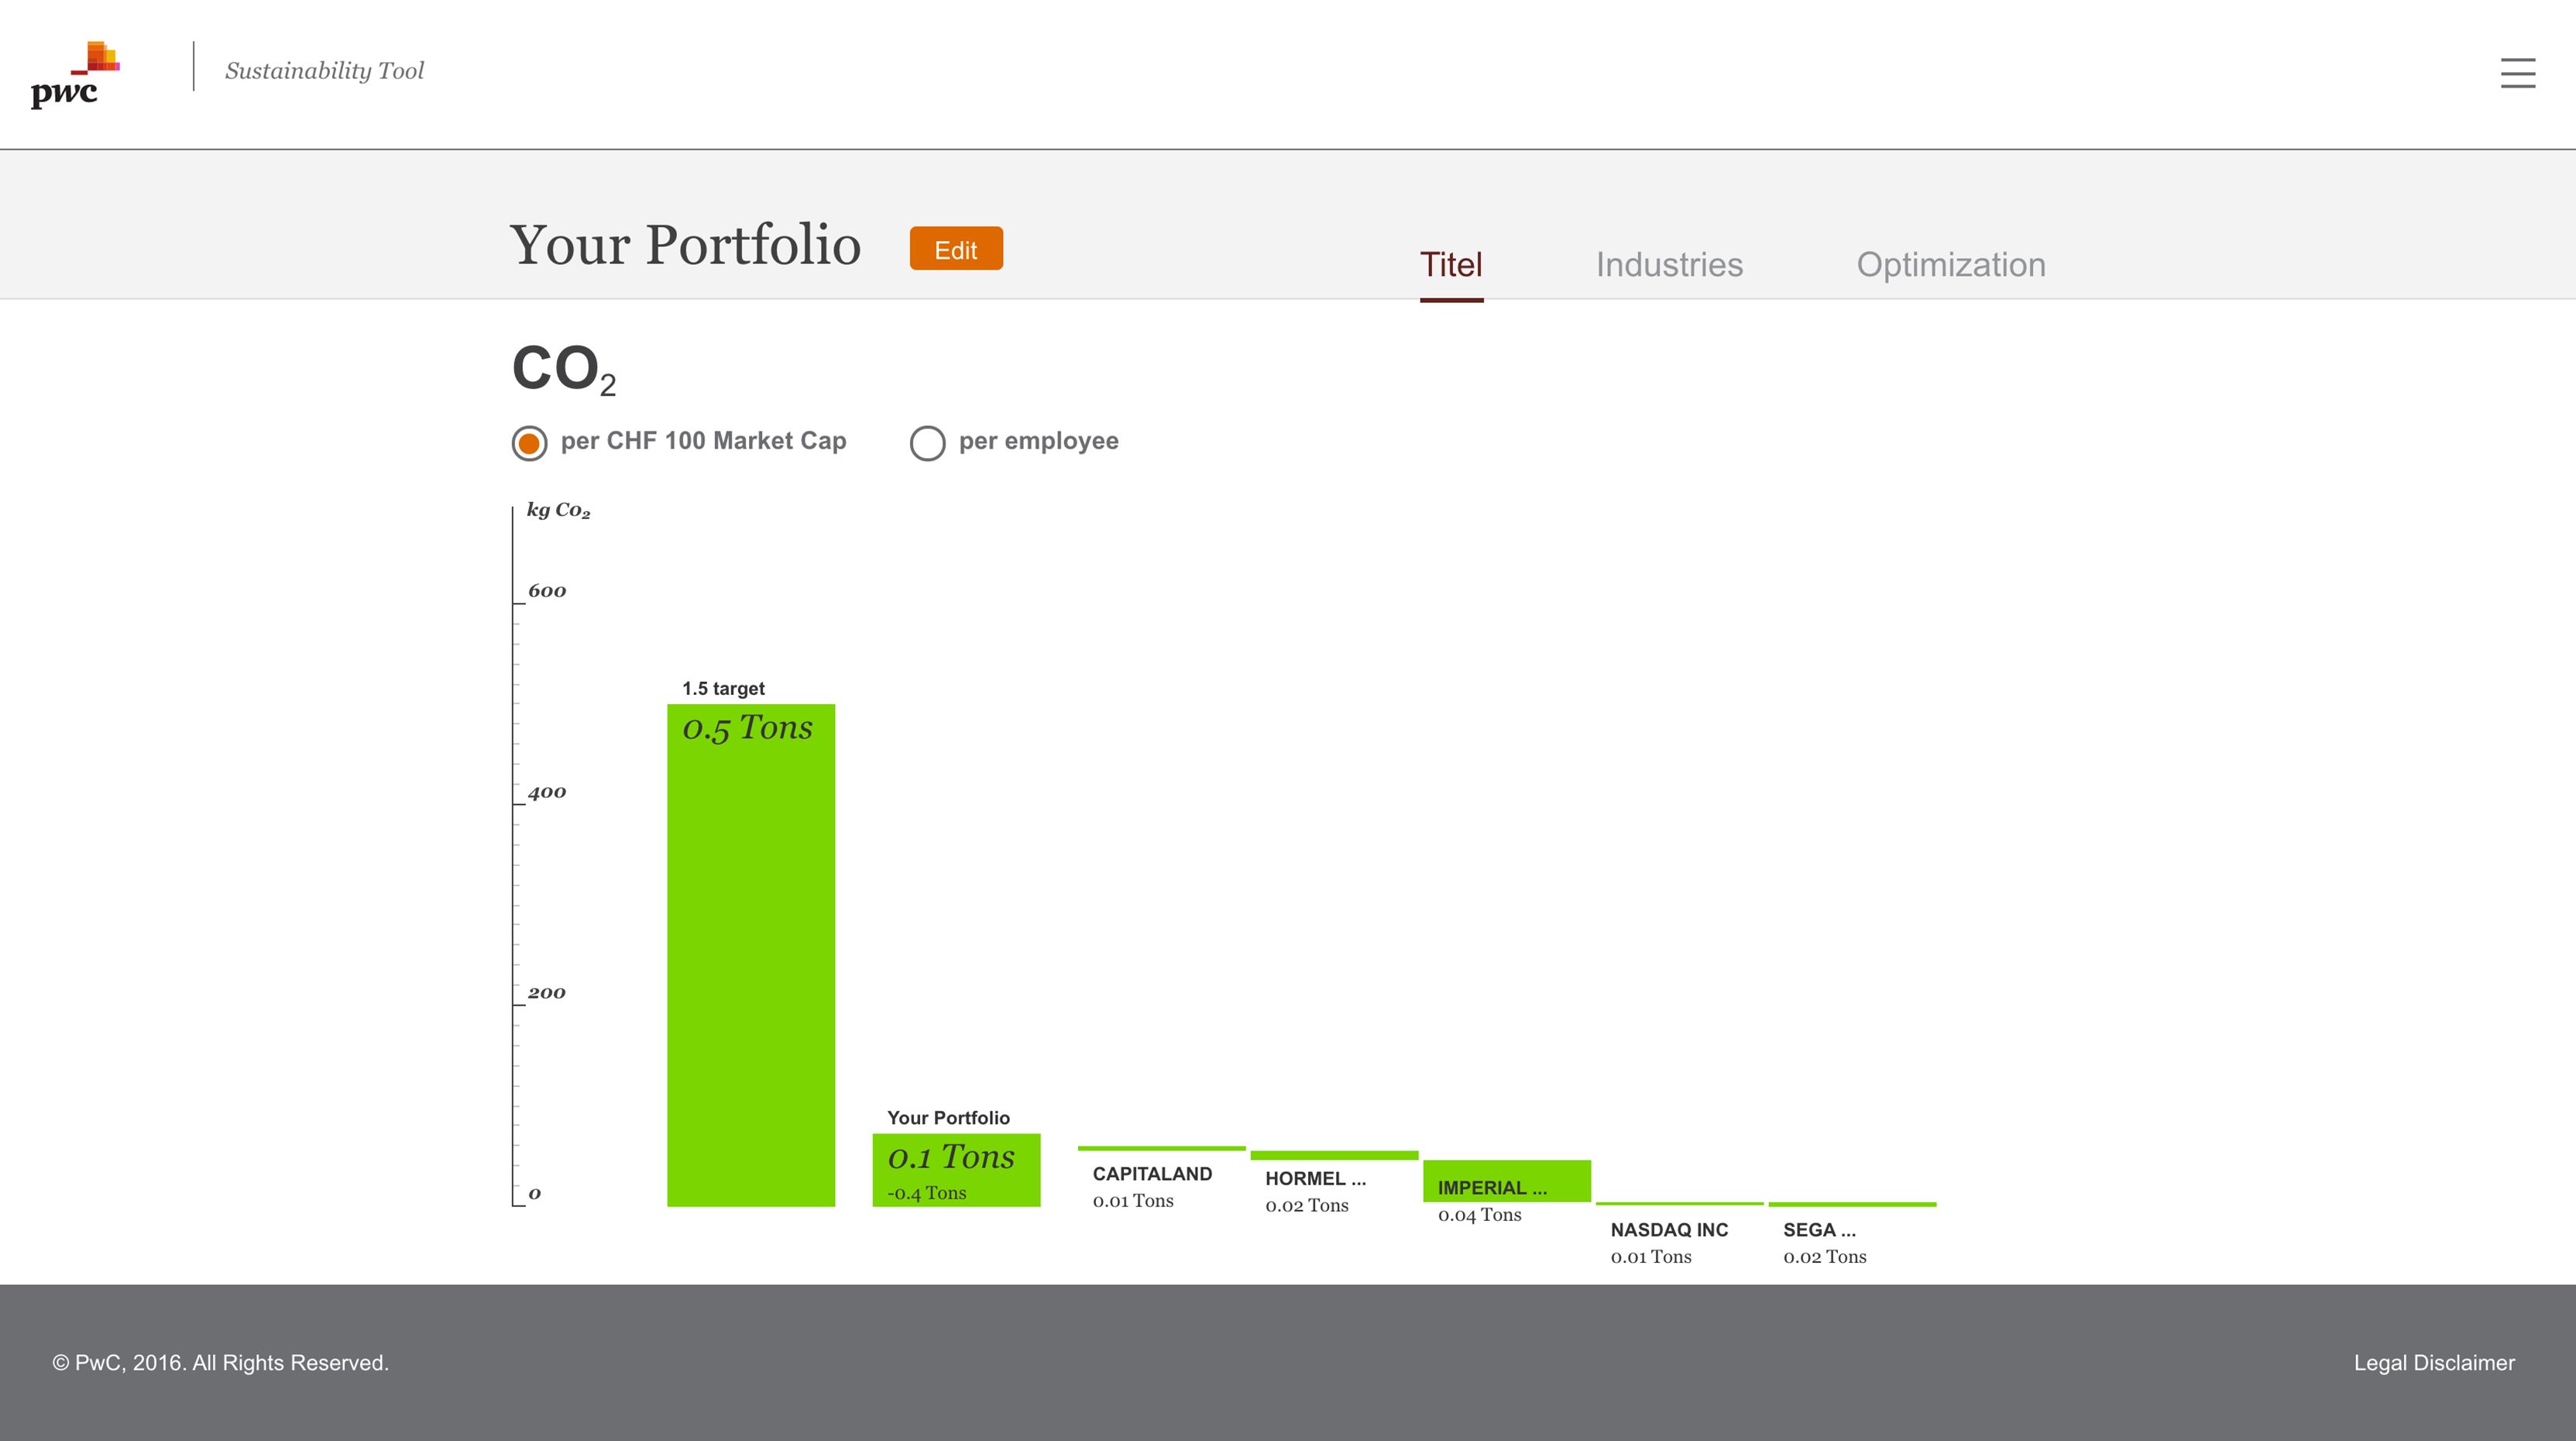 pwc
Sustainability Tool
Your Portfolio
Edit
Titel
Industries
Optimization
CO₂
per CHF 100 Market Cap
per employee
kg Co₂
600
400
200
0
1.5 target
0.5 Tons
Your Portfolio
0.1 Tons
-0.4 Tons
CAPITALAND
0.01 Tons
HORMEL ...
0.02 Tons
IMPERIAL ...
0.04 Tons
NASDAQ INC
0.01 Tons
SEGA ...
0.02 Tons
© PwC, 2016. All Rights Reserved.
Legal Disclaimer